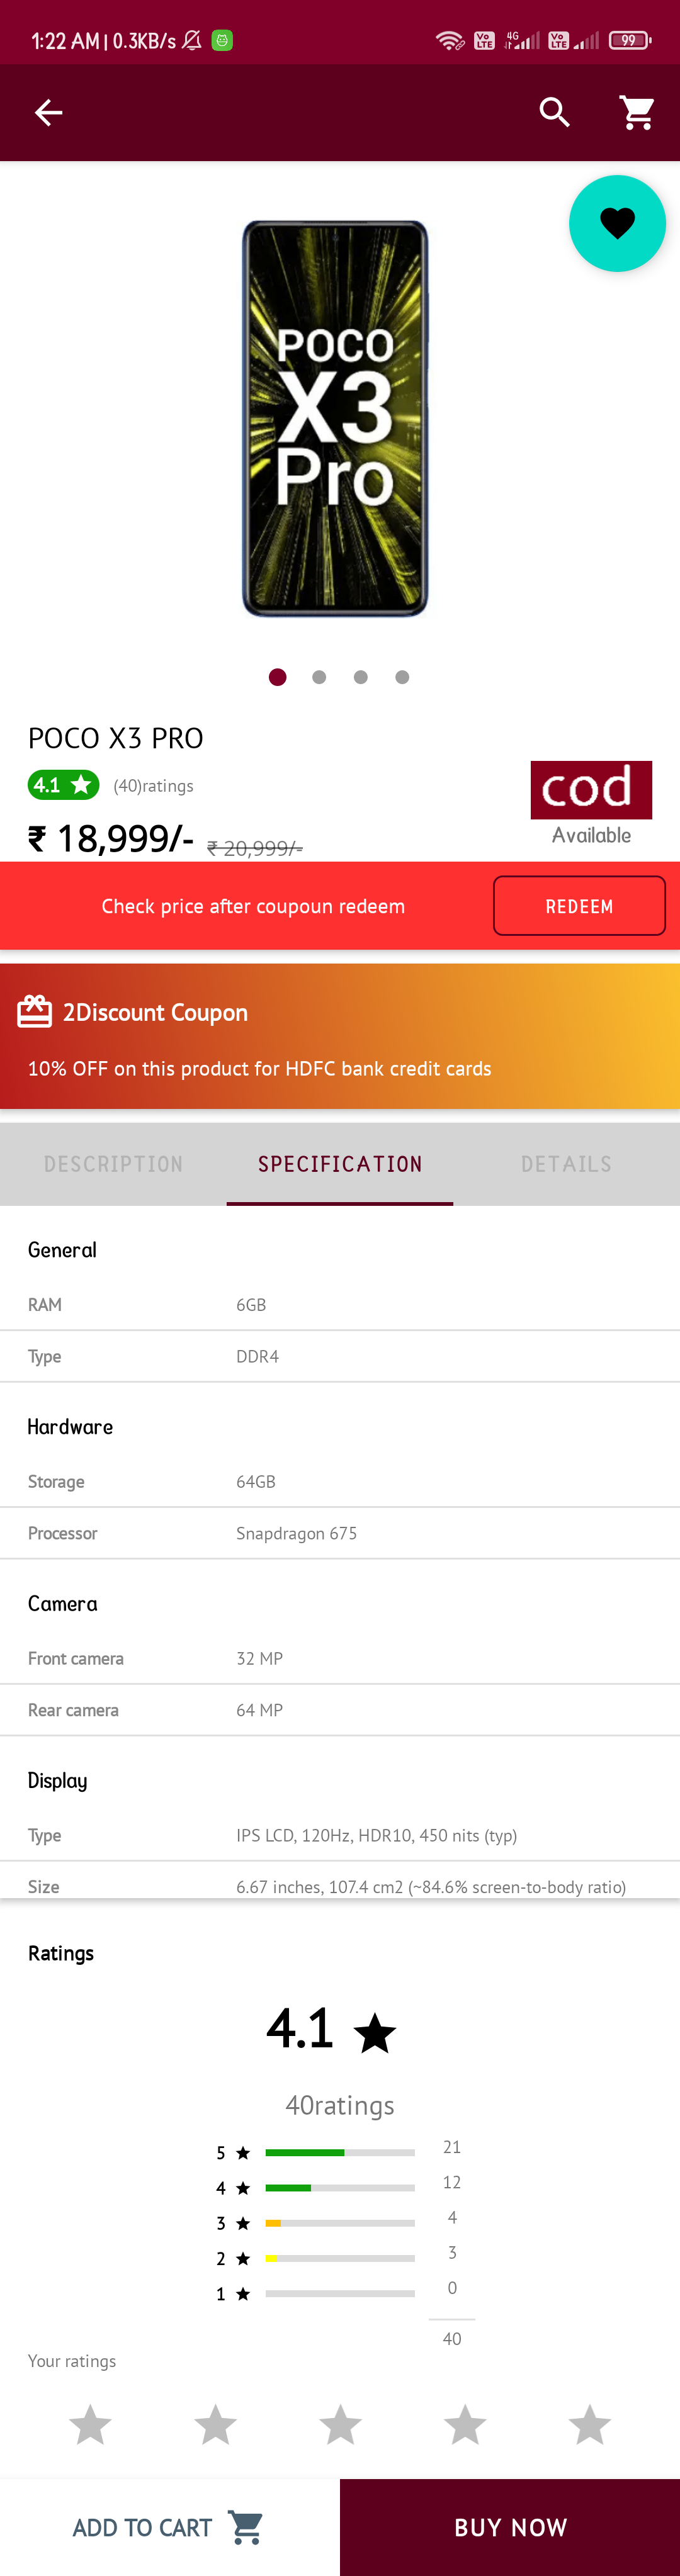 1:22 AM | 0.3KB/s Vo LTE 4G Vo LTE 99
POCO
X3
Pro
POCO X3 PRO
4.1 (40)ratings
cod
₹ 18,999/- ₹ 20,999/-
Available
Check price after coupoun redeem REDEEM
2Discount Coupon
10% OFF on this product for HDFC bank credit cards
DESCRIPTION SPECIFICATION DETAILS
General
RAM 6GB
Type DDR4
Hardware
Storage 64GB
Processor Snapdragon 675
Camera
Front camera 32 MP
Rear camera 64 MP
Display
Type IPS LCD, 120Hz, HDR10, 450 nits (typ)
Size 6.67 inches, 107.4 cm2 (~84.6% screen-to-body ratio)
Ratings
4.1
40ratings
5 21
4 12
3 4
2 3
1 0
40
Your ratings
ADD TO CART BUY NOW